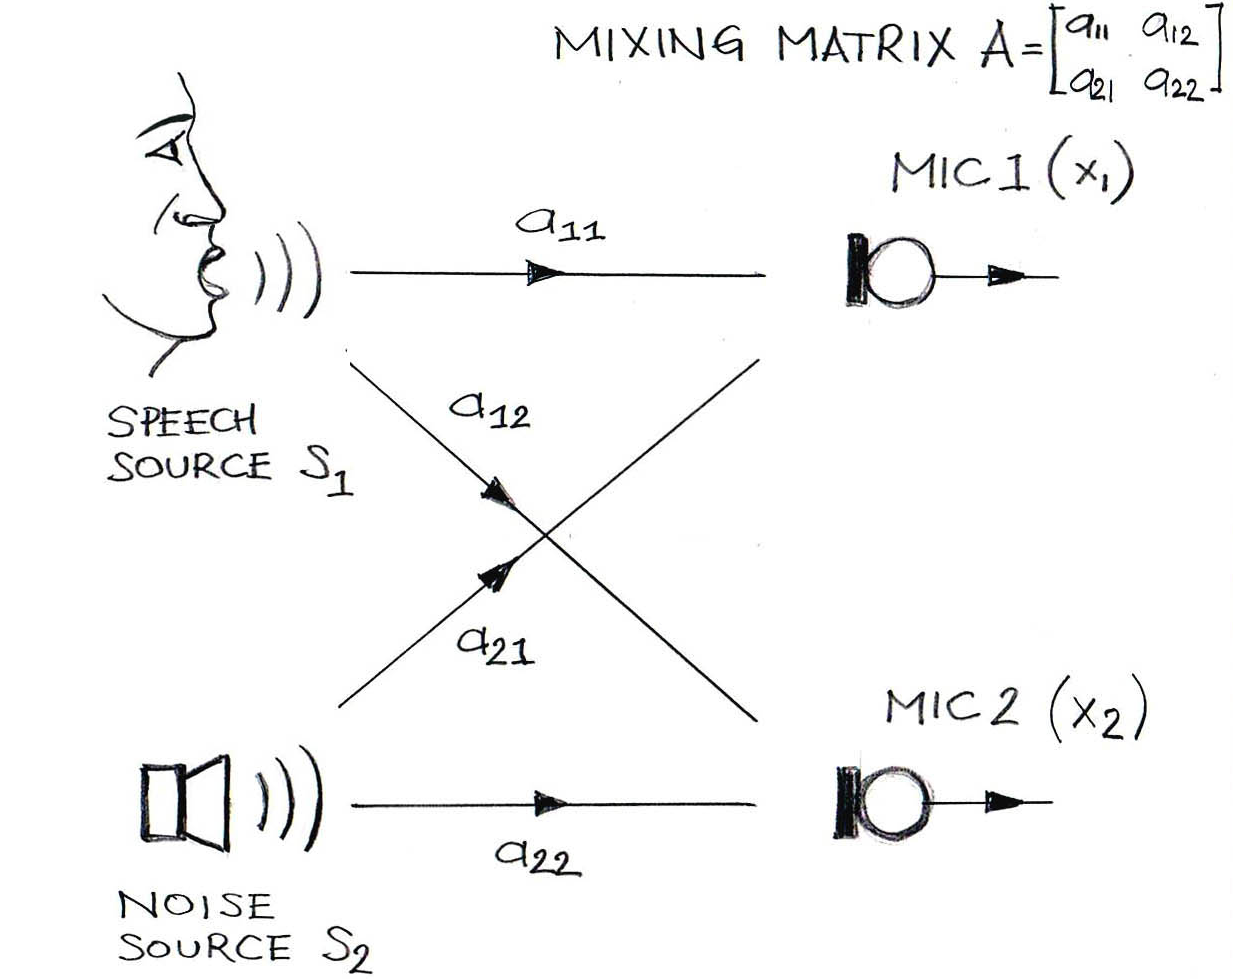 MIXING MATRIX A = [a11 a12
a21 a22]
MIC 1 (x1)
a11
a12
SPEECH
SOURCE S1
a21
MIC 2 (x2)
a22
NOISE
SOURCE S2